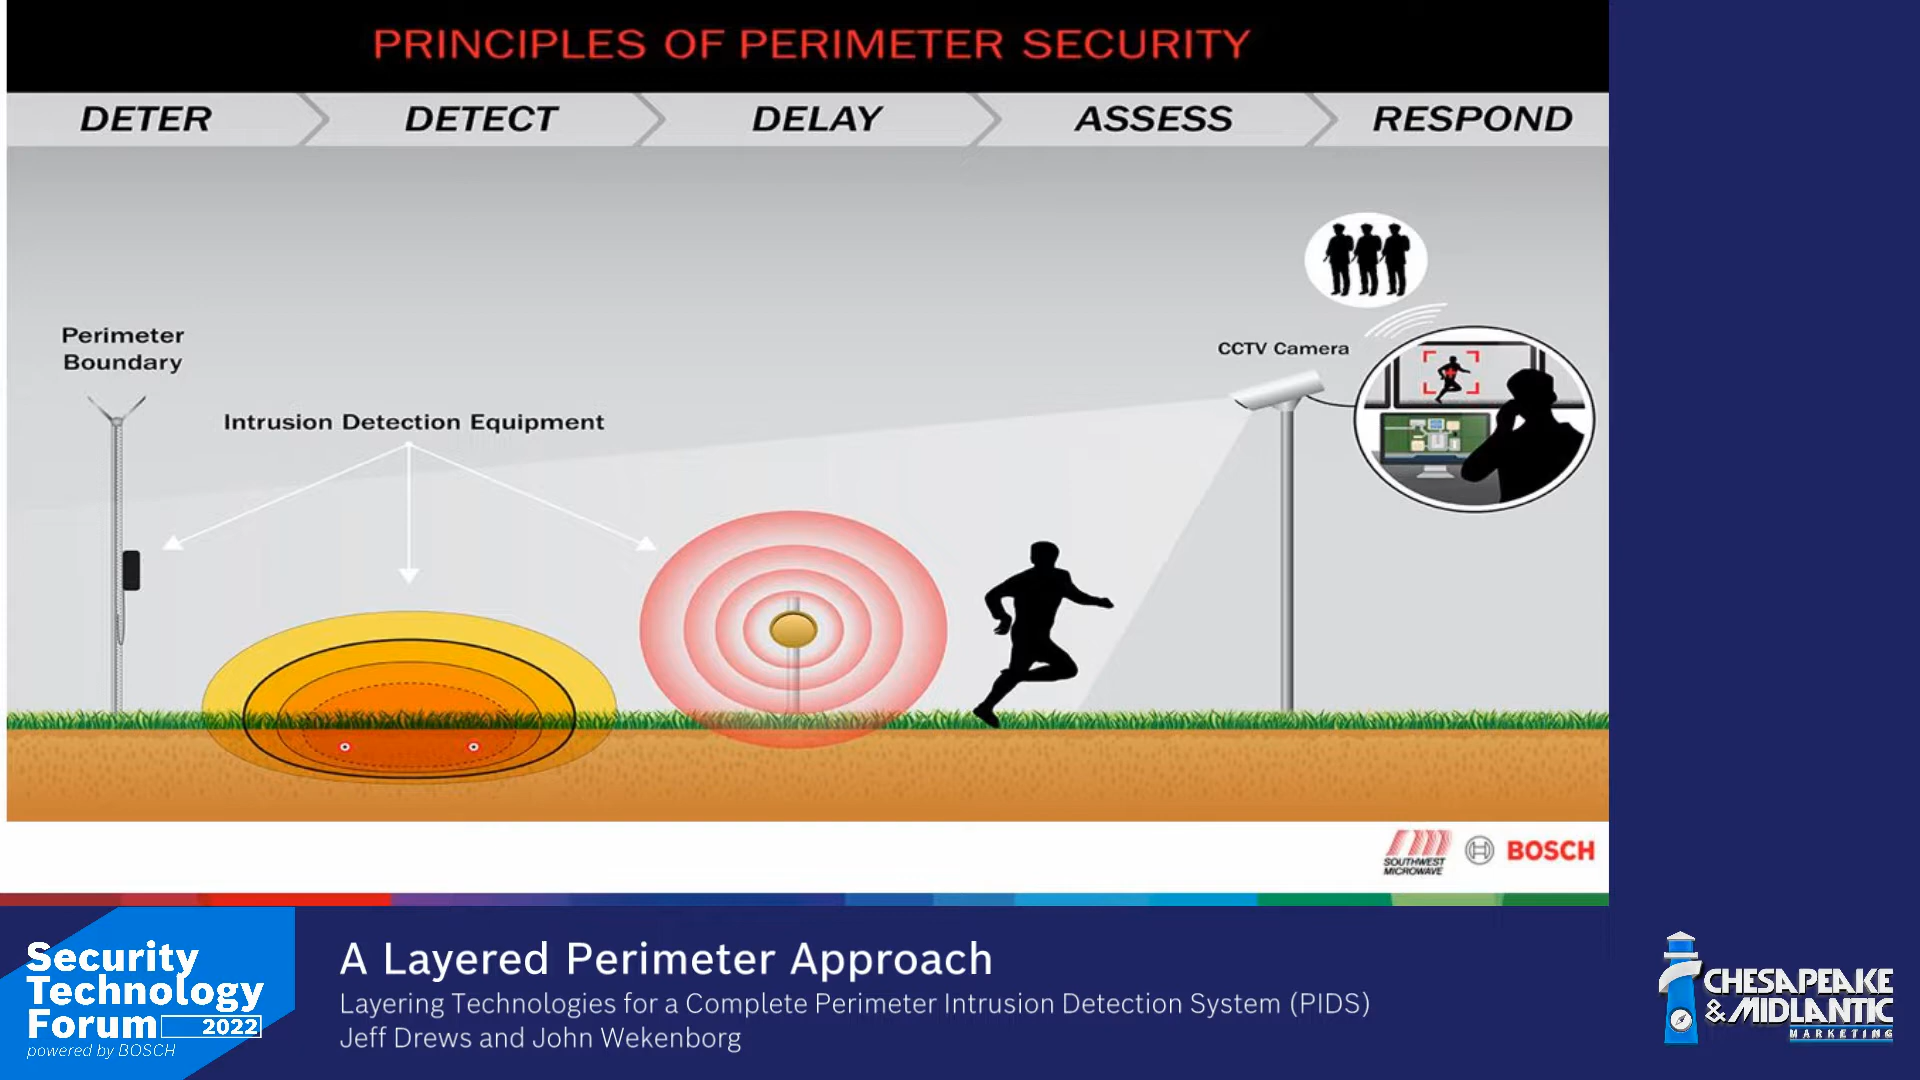 PRINCIPLES OF PERIMETER SECURITY
DETER
DETECT
DELAY
ASSESS
RESPOND
Perimeter
Boundary
Intrusion Detection Equipment
CCTV Camera
SOUTHWEST
MICROWAVE
BOSCH
Security
Technology
Forum 2022
powered by BOSCH
A Layered Perimeter Approach
Layering Technologies for a Complete Perimeter Intrusion Detection System (PIDS)
Jeff Drews and John Wekenborg
CHESAPEAKE
& MIDLANTIC
MARKETING